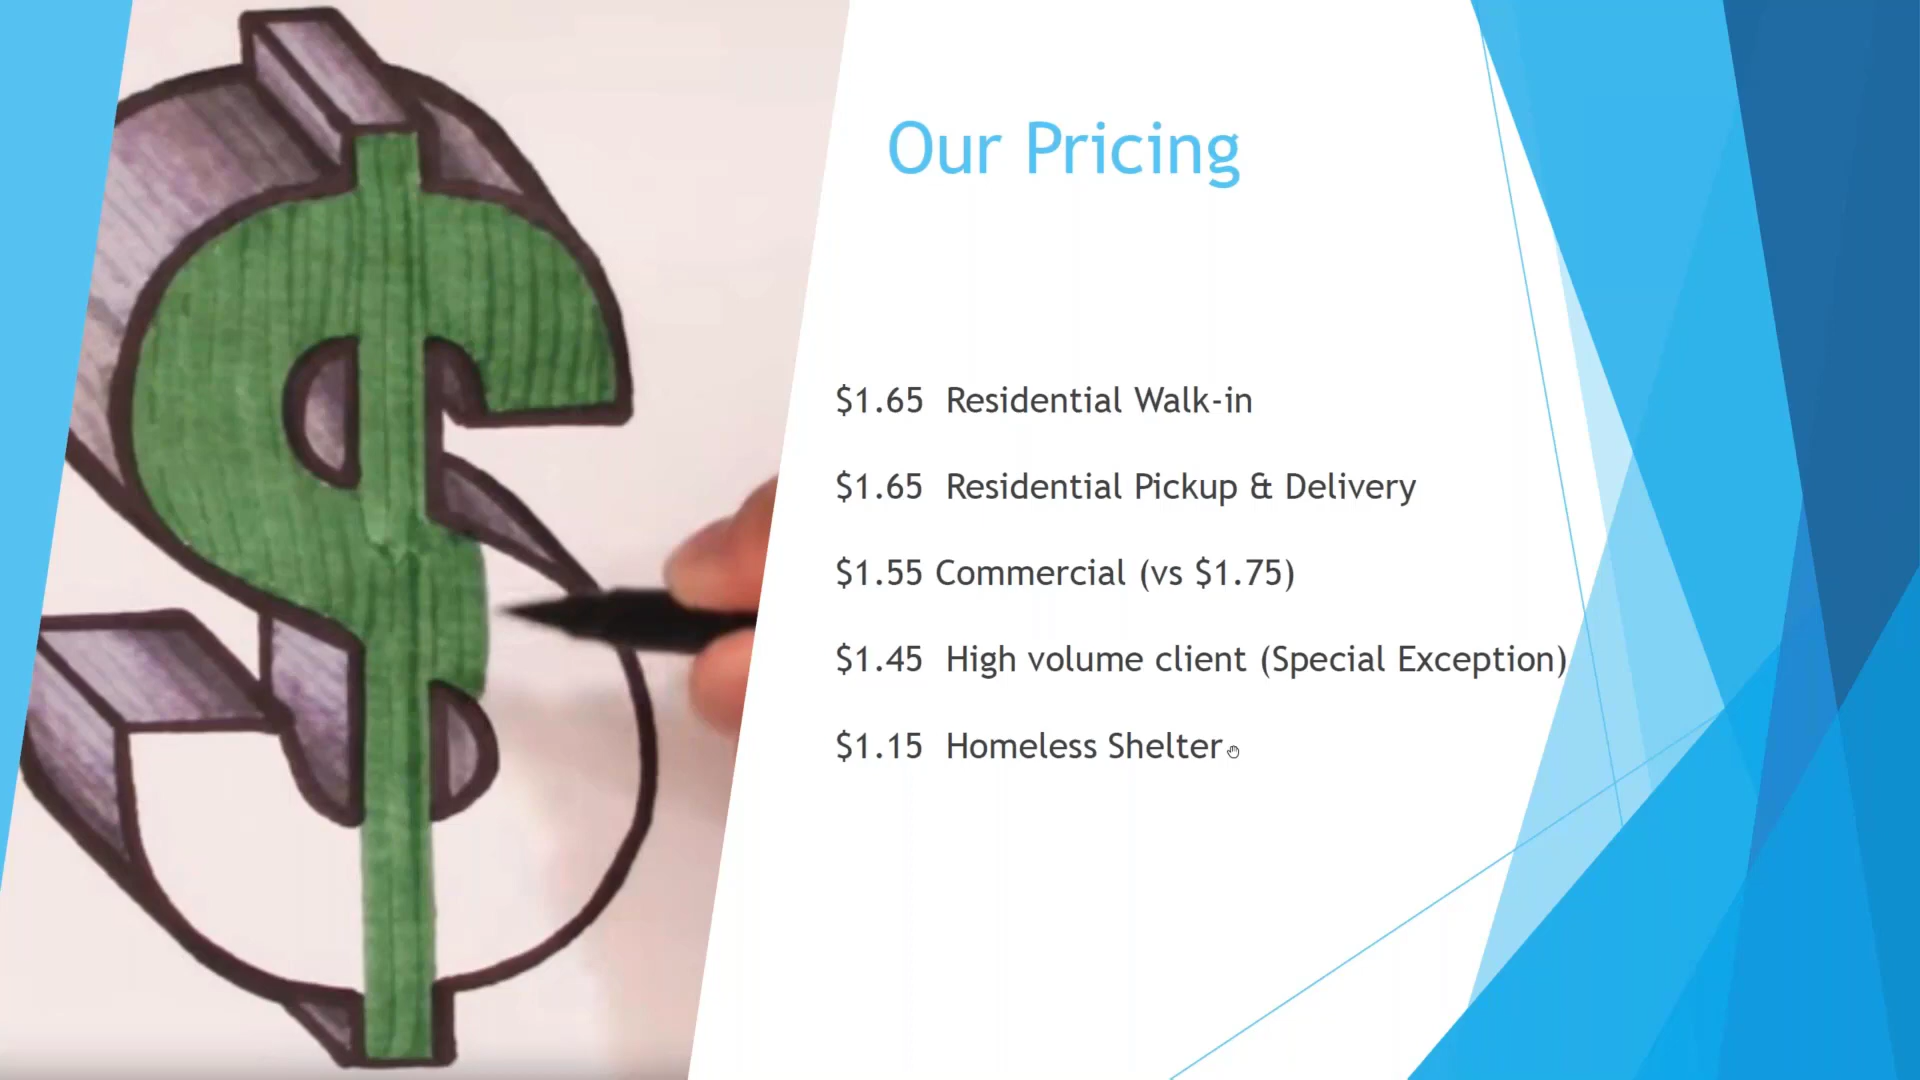 Our Pricing
$1.65 Residential Walk-in
$1.65 Residential Pickup & Delivery
$1.55 Commercial (vs $1.75)
$1.45 High volume client (Special Exception)
$1.15 Homeless Shelter